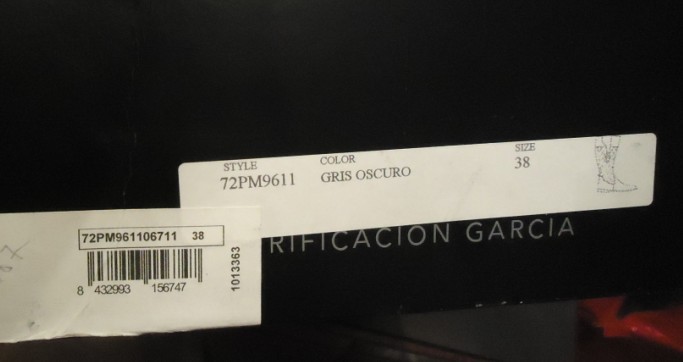 STYLE COLOR SIZE
72PM9611 GRIS OSCURO 38
RIFICACION GARCIA
72PM961106711 38
8 432993 156747
1013363